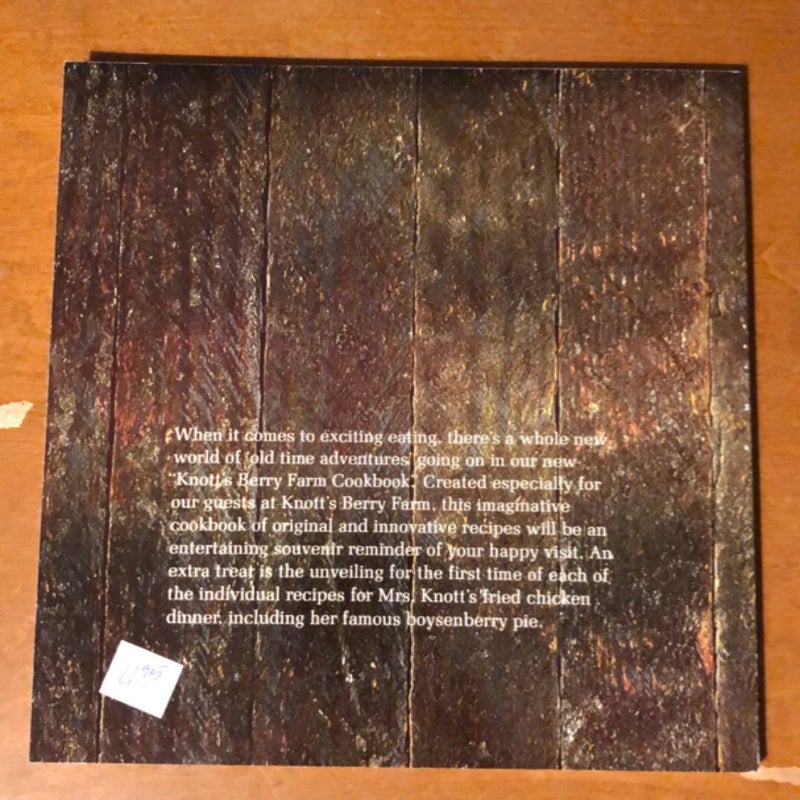 When it comes to exciting eating, there's a whole new
world of 'old time adventures' going on in our new
"Knott's Berry Farm Cookbook." Created especially for
our guests at Knott's Berry Farm, this imaginative
cookbook of original and innovative recipes will be an
entertaining souvenir reminder of your happy visit. An
extra treat is the unveiling for the first time of each of
the individual recipes for Mrs. Knott's fried chicken
dinner, including her famous boysenberry pie.
4.95